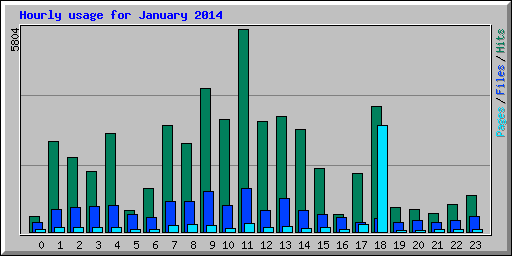 Hourly usage for January 2014
5804
Pages/Files/Hits
0 1 2 3 4 5 6 7 8 9 10 11 12 13 14 15 16 17 18 19 20 21 22 23